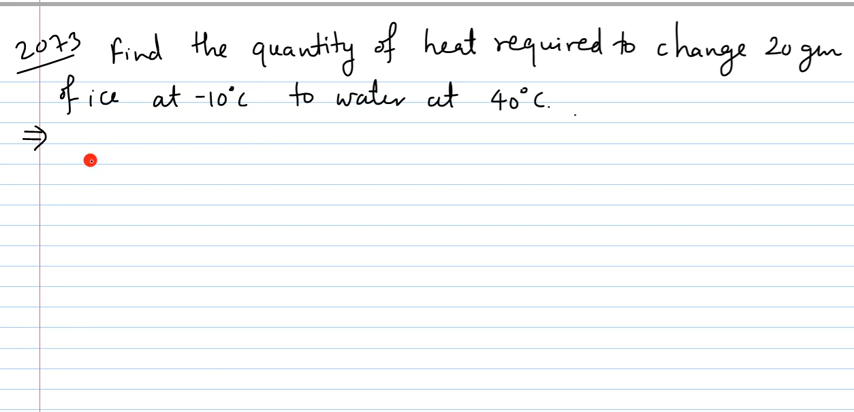 2073 Find the quantity of heat required to change 20 gm
of ice at -10°C to water at 40°C.
⇒